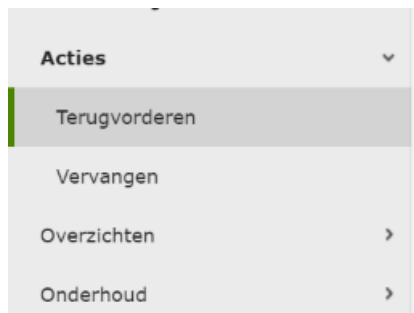 Acties
Terugvorderen
Vervangen
Overzichten
Onderhoud